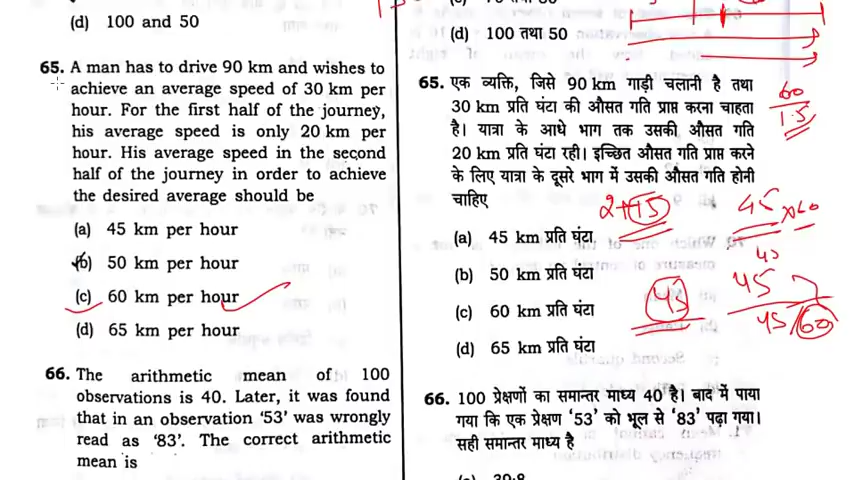 (d) 100 and 50
65. A man has to drive 90 km and wishes to
achieve an average speed of 30 km per
hour. For the first half of the journey,
his average speed is only 20 km per
hour. His average speed in the second
half of the journey in order to achieve
the desired average should be
(a) 45 km per hour
(b) 50 km per hour
(c) 60 km per hour
(d) 65 km per hour
66. The arithmetic mean of 100
observations is 40. Later, it was found
that in an observation '53' was wrongly
read as '83'. The correct arithmetic
mean is
(d) 100 तथा 50
65. एक व्यक्ति, जिसे 90 km गाड़ी चलानी है तथा
30 km प्रति घंटा की औसत गति प्राप्त करना चाहता
है। यात्रा के आधे भाग तक उसकी औसत गति
20 km प्रति घंटा रही। इच्छित औसत गति प्राप्त करने
के लिए यात्रा के दूसरे भाग में उसकी औसत गति होनी
चाहिए
(a) 45 km प्रति घंटा
(b) 50 km प्रति घंटा
(c) 60 km प्रति घंटा
(d) 65 km प्रति घंटा
66. 100 प्रेक्षणों का समान्तर माध्य 40 है। बाद में पाया
गया कि एक प्रेक्षण '53' को भूल से '83' पढ़ा गया।
सही समान्तर माध्य है
60
1.5
45
45
45/60